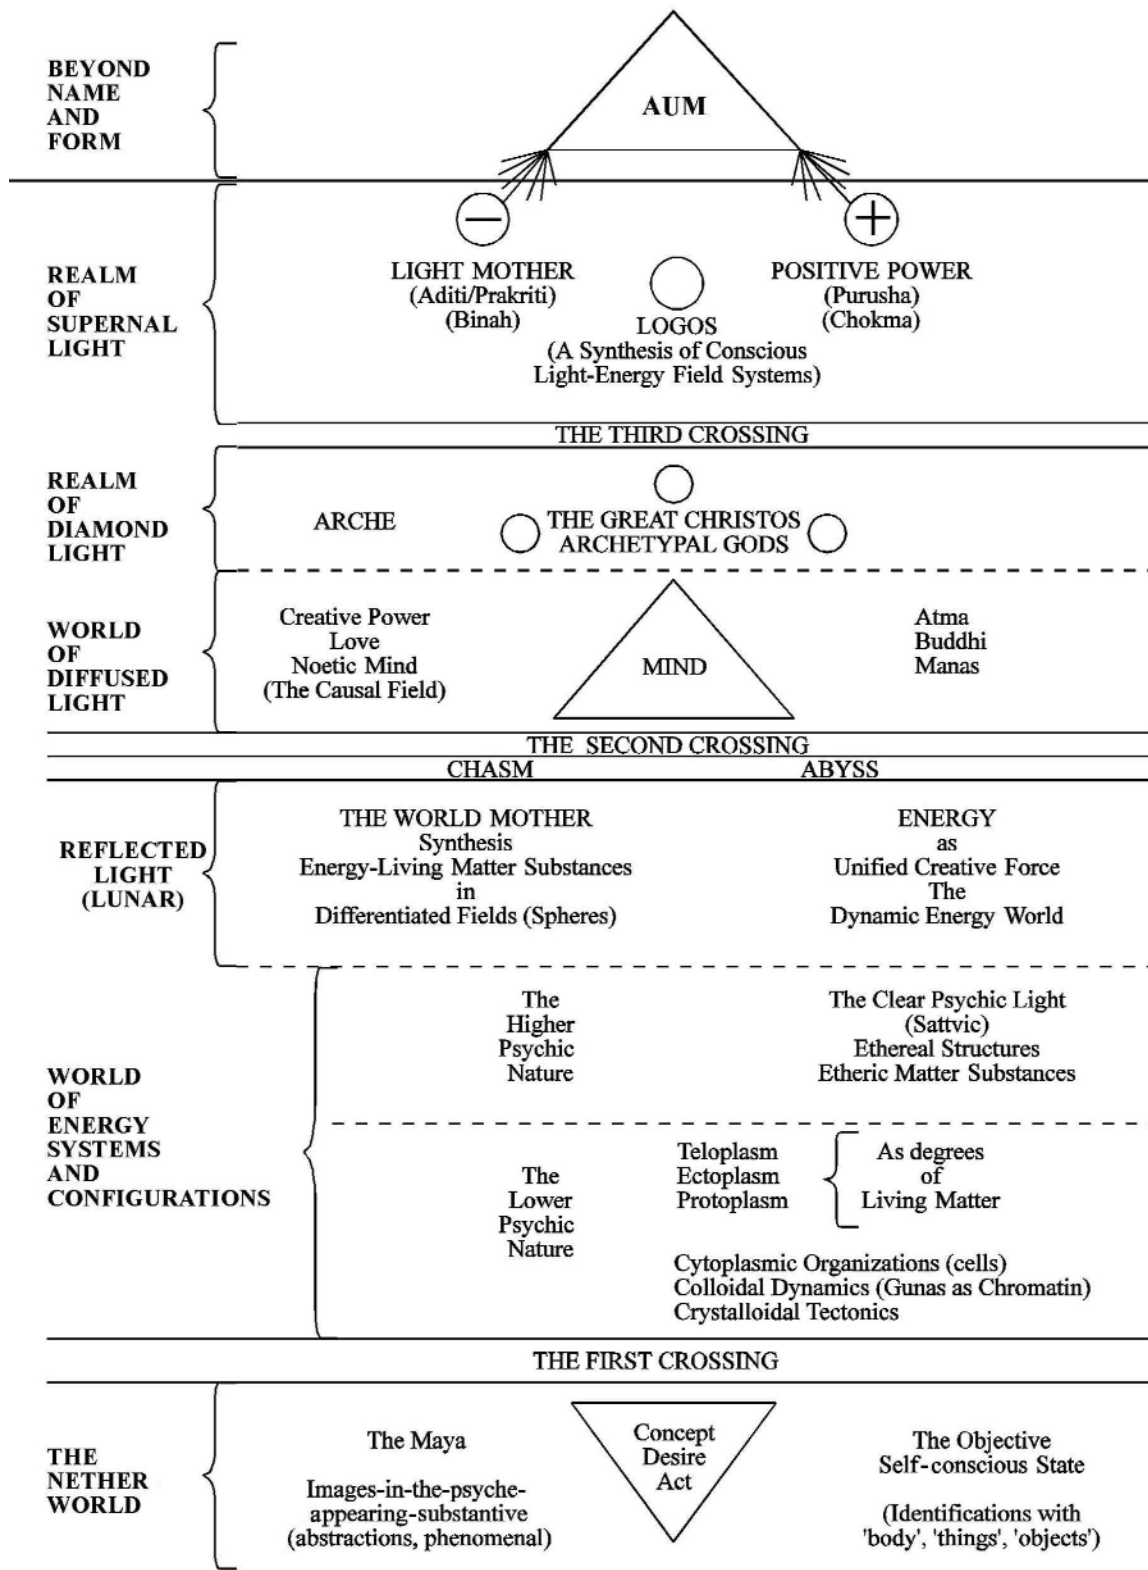 BEYOND
NAME
AND
FORM
AUM
REALM
OF
SUPERNAL
LIGHT
LIGHT MOTHER
(Aditi/Prakriti)
(Binah)
LOGOS
(A Synthesis of Conscious
Light-Energy Field Systems)
POSITIVE POWER
(Purusha)
(Chokma)
THE THIRD CROSSING
REALM
OF
DIAMOND
LIGHT
ARCHE
THE GREAT CHRISTOS
ARCHETYPAL GODS
WORLD
OF
DIFFUSED
LIGHT
Creative Power
Love
Noetic Mind
(The Causal Field)
MIND
Atma
Buddhi
Manas
THE SECOND CROSSING
CHASM ABYSS
REFLECTED
LIGHT
(LUNAR)
THE WORLD MOTHER
Synthesis
Energy-Living Matter Substances
in
Differentiated Fields (Spheres)
ENERGY
as
Unified Creative Force
The
Dynamic Energy World
WORLD
OF
ENERGY
SYSTEMS
AND
CONFIGURATIONS
The
Higher
Psychic
Nature
The Clear Psychic Light
(Sattvic)
Ethereal Structures
Etheric Matter Substances
The
Lower
Psychic
Nature
Teloplasm
Ectoplasm
Protoplasm
As degrees
of
Living Matter
Cytoplasmic Organizations (cells)
Colloidal Dynamics (Gunas as Chromatin)
Crystalloidal Tectonics
THE FIRST CROSSING
THE
NETHER
WORLD
The Maya
Images-in-the-psyche-
appearing-substantive
(abstractions, phenomenal)
Concept
Desire
Act
The Objective
Self-conscious State
(Identifications with
'body', 'things', 'objects')